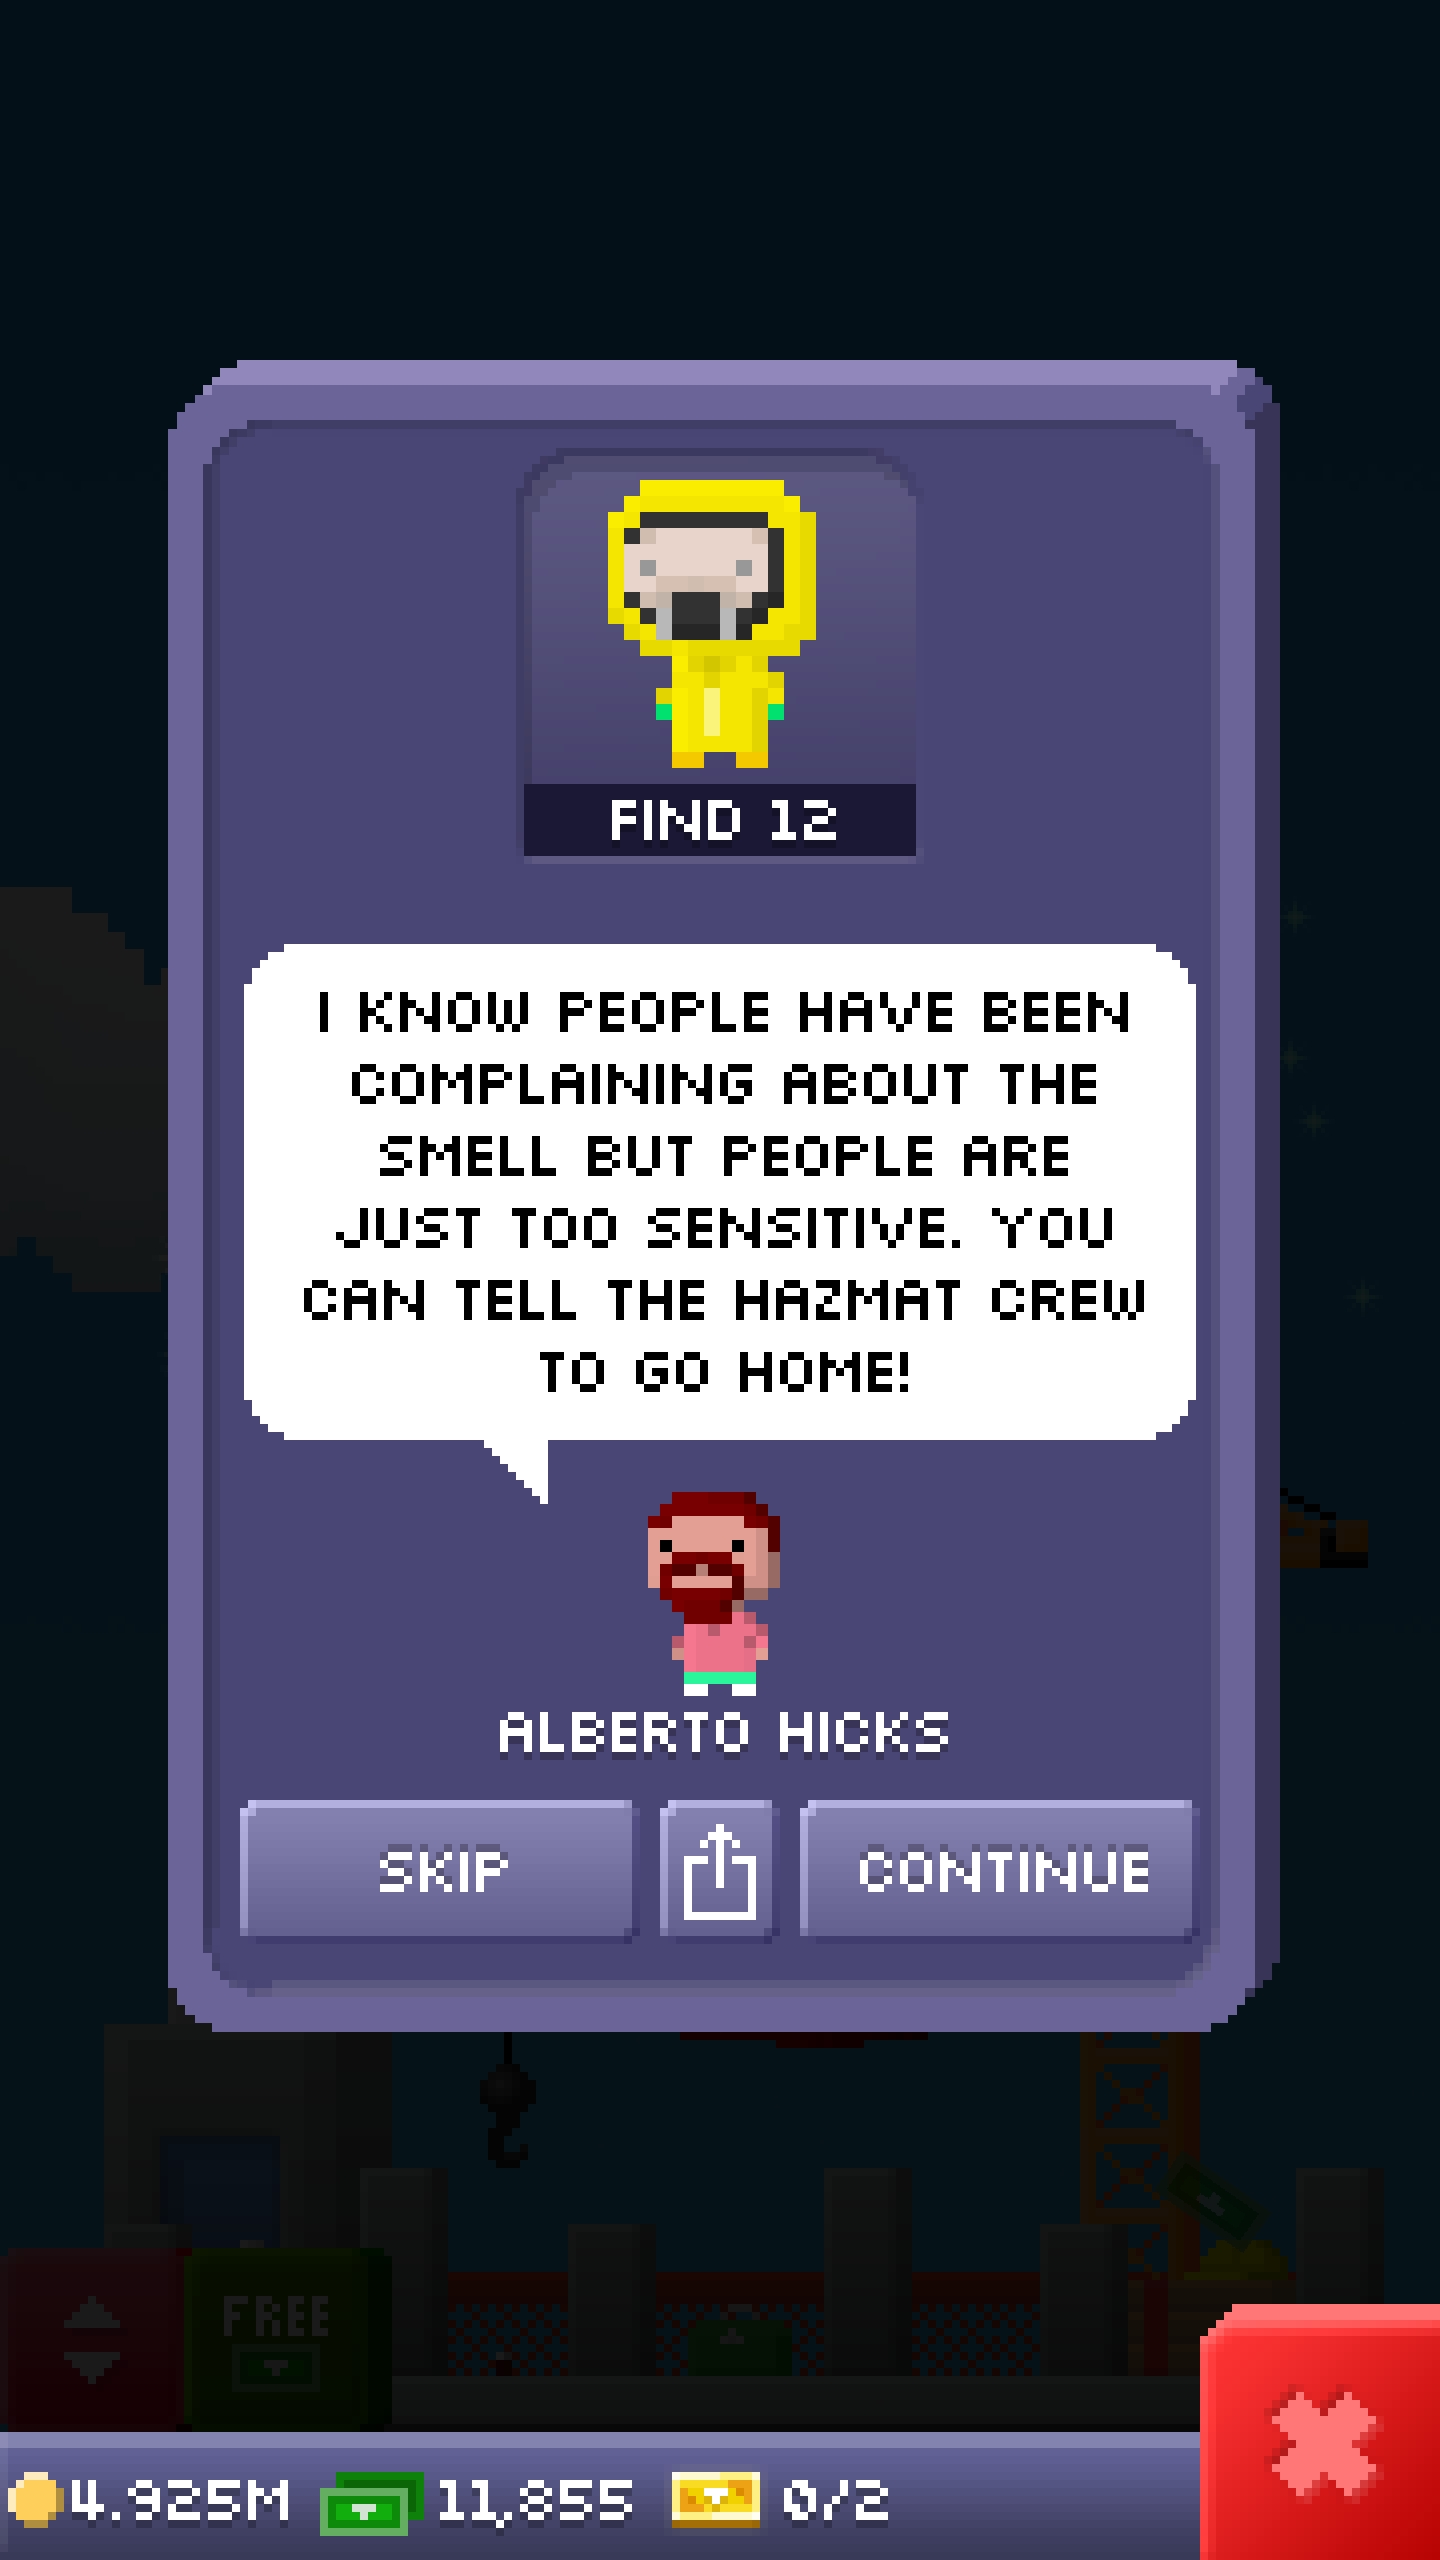 FIND 12
I KNOW PEOPLE HAVE BEEN
COMPLAINING ABOUT THE
SMELL BUT PEOPLE ARE
JUST TOO SENSITIVE. YOU
CAN TELL THE HAZMAT CREW
TO GO HOME!
ALBERTO HICKS
SKIP
CONTINUE
FREE
4.925M
11,855
0/2